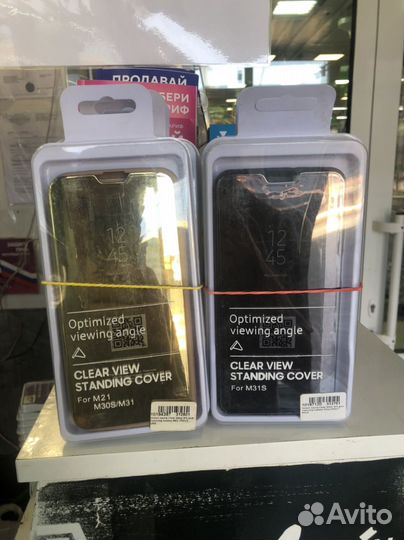 ПРОДАВАЙ
12
45
Optimized
viewing angle
CLEAR VIEW
STANDING COVER
For M21
M30S/M31
12
45
Optimized
viewing angle
CLEAR VIEW
STANDING COVER
For M31S
Avito